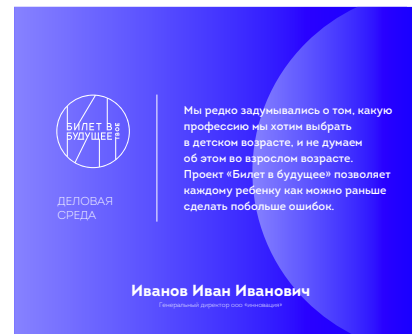 БИЛЕТ В
БУДУЩЕЕ
ТВОЕ
ДЕЛОВАЯ
СРЕДА
Мы редко задумывались о том, какую
профессию мы хотим выбрать
в детском возрасте, и не думаем
об этом во взрослом возрасте.
Проект «Билет в будущее» позволяет
каждому ребенку как можно раньше
сделать побольше ошибок.
Иванов Иван Иванович
Генеральный директор ооо «инновация»